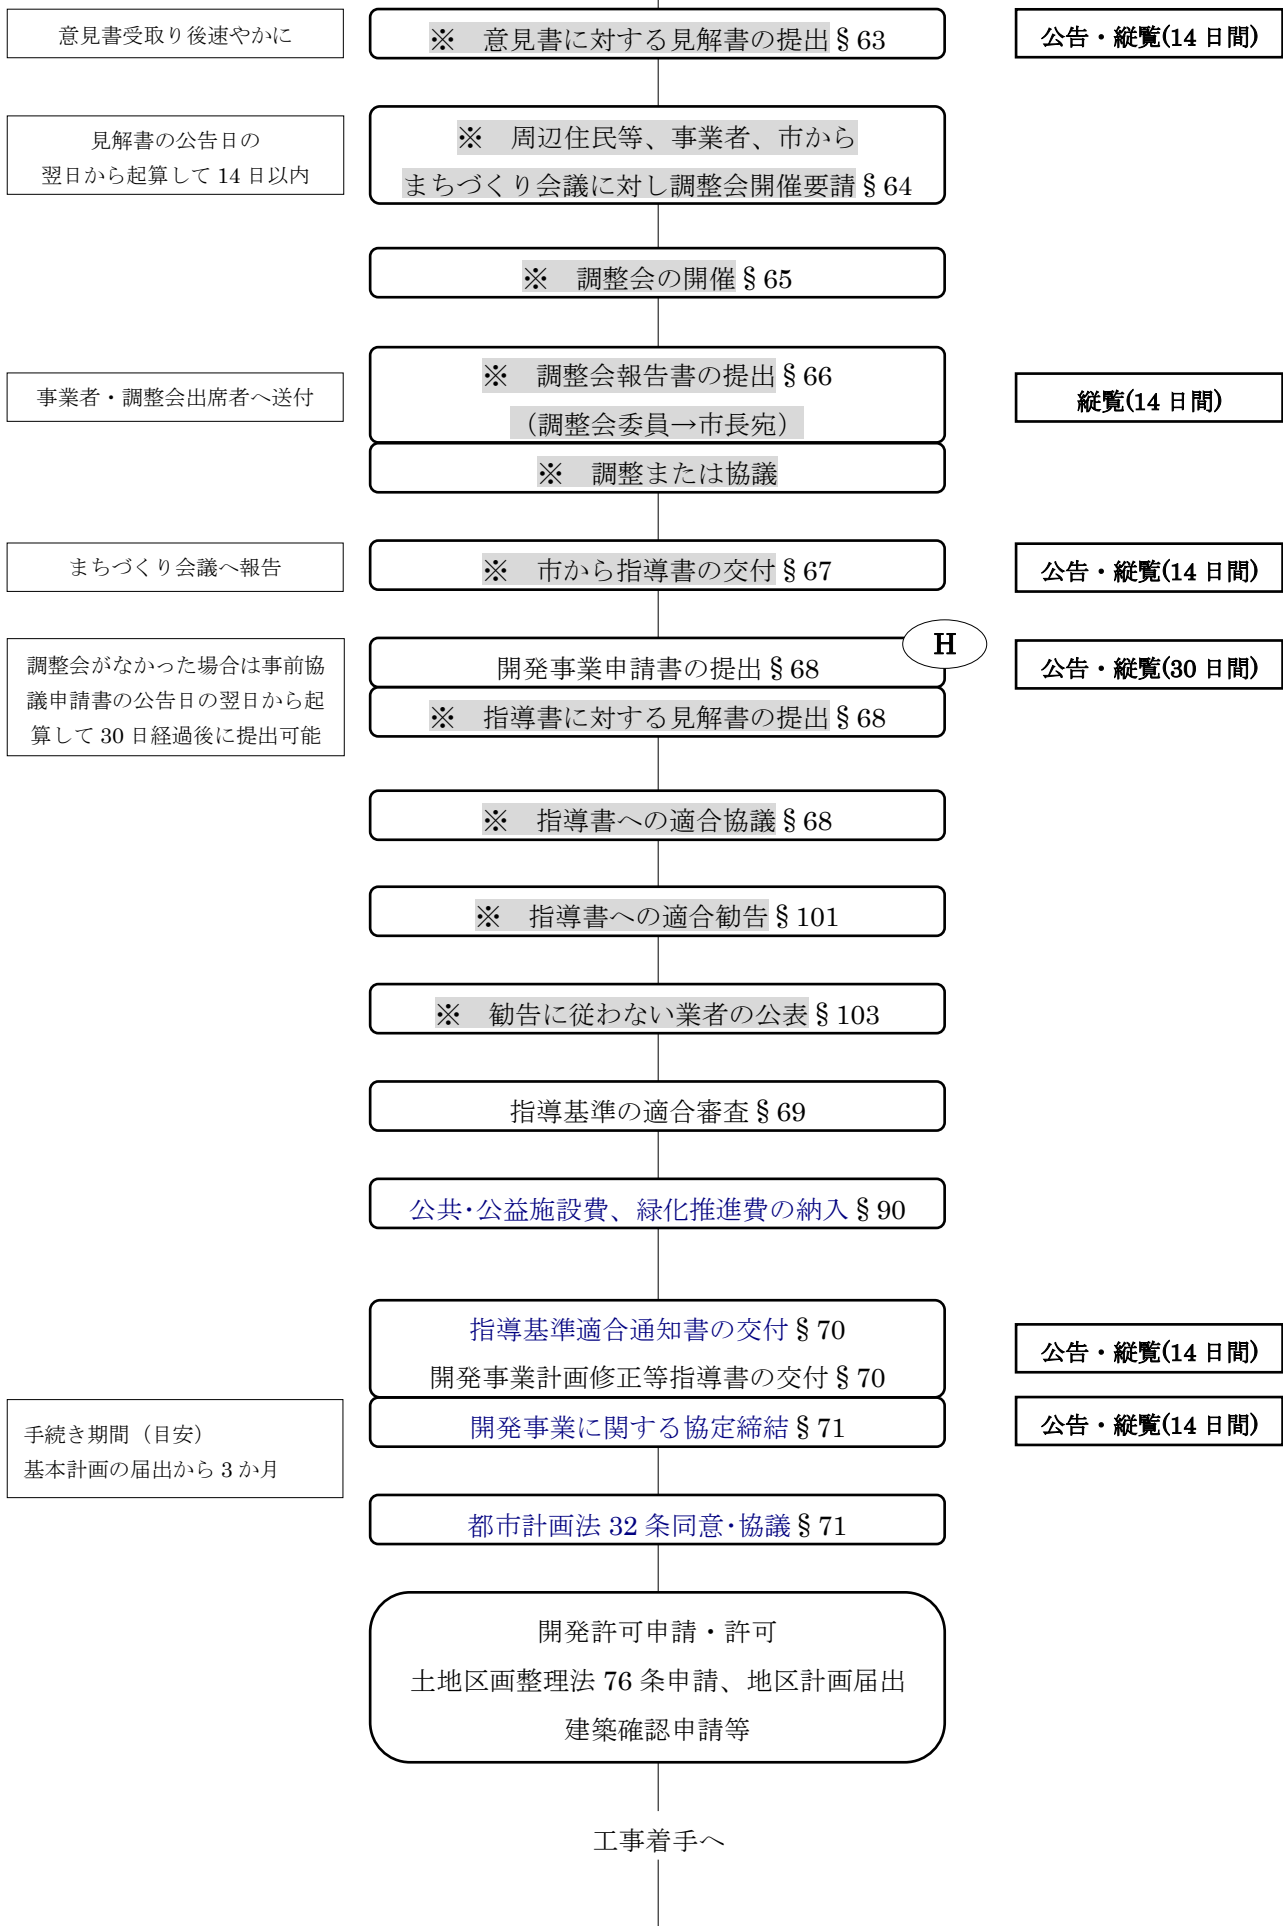 意見書受取り後速やかに
※　意見書に対する見解書の提出 § 63
公告・縦覧(14 日間)
見解書の公告日の
翌日から起算して 14 日以内
※　周辺住民等、事業者、市から
まちづくり会議に対し調整会開催要請 § 64
※　調整会の開催 § 65
事業者・調整会出席者へ送付
※　調整会報告書の提出 § 66
（調整会委員→市長宛）
縦覧(14 日間)
※　調整または協議
まちづくり会議へ報告
※　市から指導書の交付 § 67
公告・縦覧(14 日間)
調整会がなかった場合は事前協
議申請書の公告日の翌日から起
算して 30 日経過後に提出可能
H
開発事業申請書の提出 § 68
公告・縦覧(30 日間)
※　指導書に対する見解書の提出 § 68
※　指導書への適合協議 § 68
※　指導書への適合勧告 § 101
※　勧告に従わない業者の公表 § 103
指導基準の適合審査 § 69
公共･公益施設費、緑化推進費の納入 § 90
指導基準適合通知書の交付 § 70
開発事業計画修正等指導書の交付 § 70
公告・縦覧(14 日間)
手続き期間（目安）
基本計画の届出から 3 か月
開発事業に関する協定締結 § 71
公告・縦覧(14 日間)
都市計画法 32 条同意･協議 § 71
開発許可申請・許可
土地区画整理法 76 条申請、地区計画届出
建築確認申請等
工事着手へ